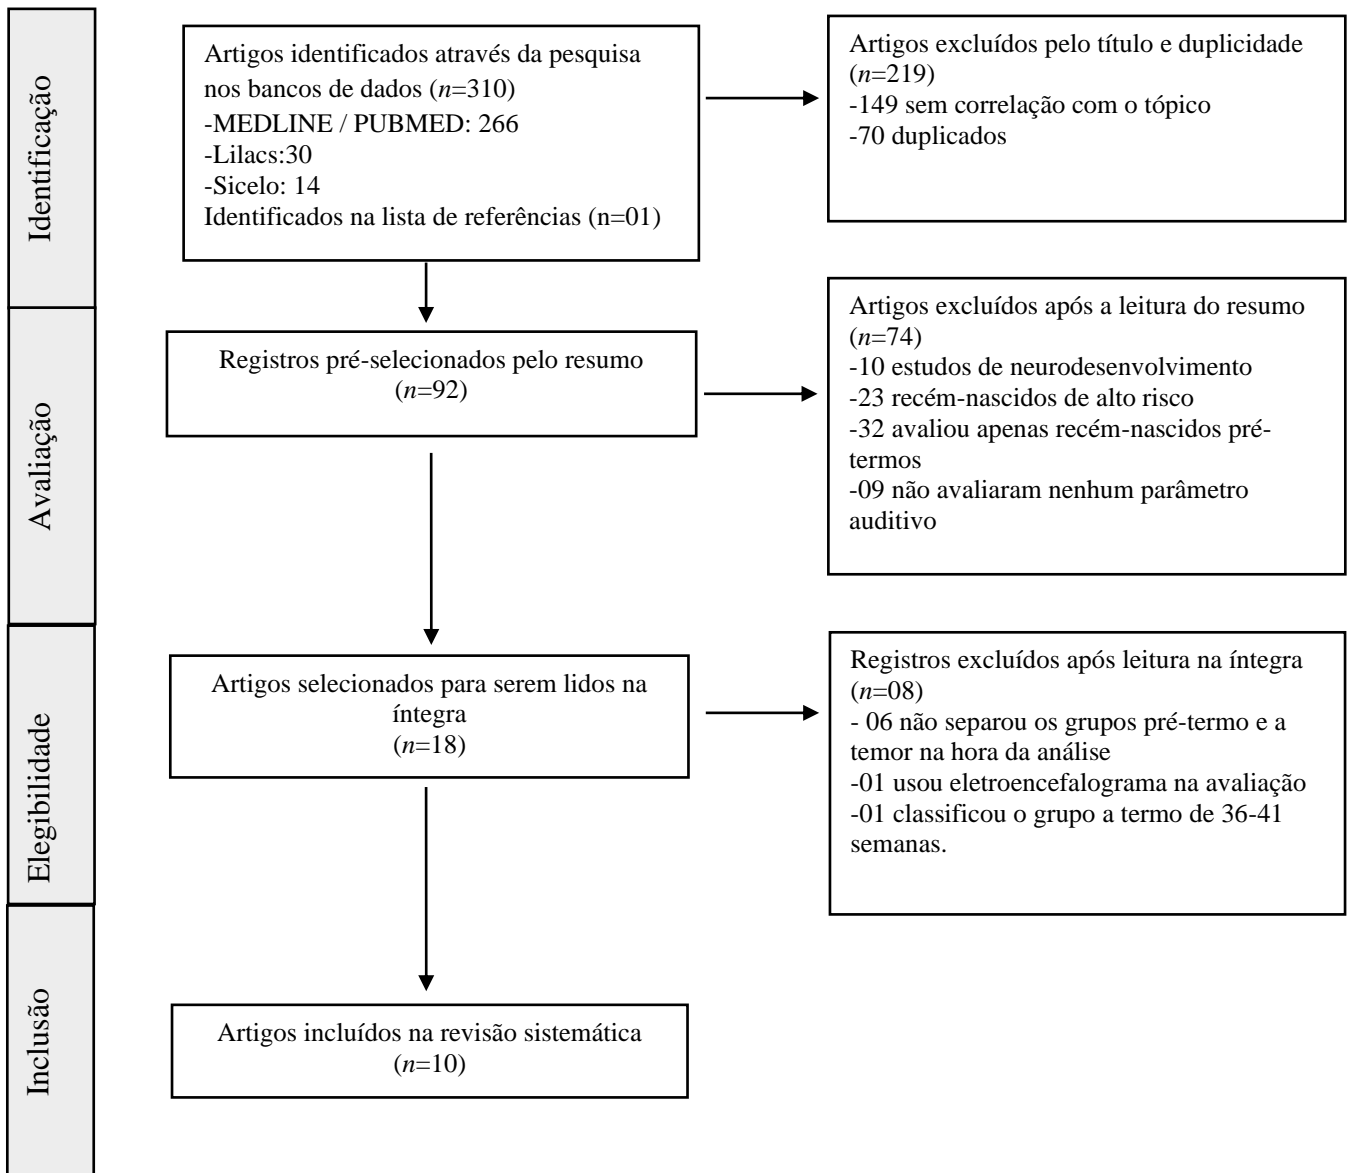 Identificação
Artigos identificados através da pesquisa
nos bancos de dados (n=310)
-MEDLINE / PUBMED: 266
-Lilacs:30
-Sicelo: 14
Identificados na lista de referências (n=01)
Artigos excluídos pelo título e duplicidade
(n=219)
-149 sem correlação com o tópico
-70 duplicados
Avaliação
Registros pré-selecionados pelo resumo
(n=92)
Artigos excluídos após a leitura do resumo
(n=74)
-10 estudos de neurodesenvolvimento
-23 recém-nascidos de alto risco
-32 avaliou apenas recém-nascidos pré-
termos
-09 não avaliaram nenhum parâmetro
auditivo
Elegibilidade
Artigos selecionados para serem lidos na
íntegra
(n=18)
Registros excluídos após leitura na íntegra
(n=08)
- 06 não separou os grupos pré-termo e a
temor na hora da análise
-01 usou eletroencefalograma na avaliação
-01 classificou o grupo a termo de 36-41
semanas.
Inclusão
Artigos incluídos na revisão sistemática
(n=10)